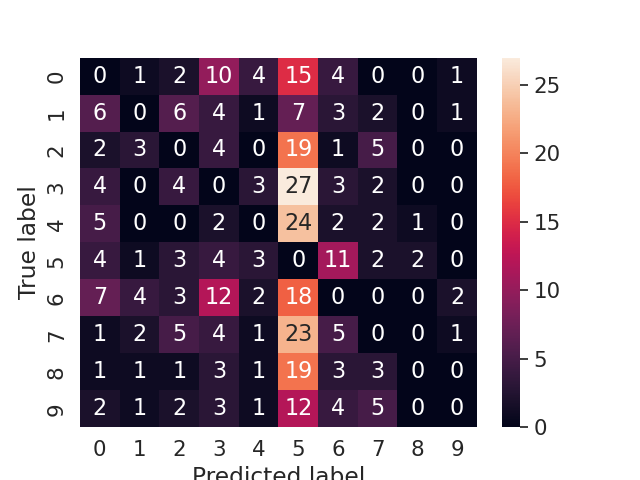 0 0 1 2 10 4 15 4 0 0 1
1 6 0 6 4 1 7 3 2 0 1
2 2 3 0 4 0 19 1 5 0 0
3 4 0 4 0 3 27 3 2 0 0
4 5 0 0 2 0 24 2 2 1 0
5 4 1 3 4 3 0 11 2 2 0
6 7 4 3 12 2 18 0 0 0 2
7 1 2 5 4 1 23 5 0 0 1
8 1 1 1 3 1 19 3 3 0 0
9 2 1 2 3 1 12 4 5 0 0
0 1 2 3 4 5 6 7 8 9
Predicted label
True label
25
20
15
10
5
0